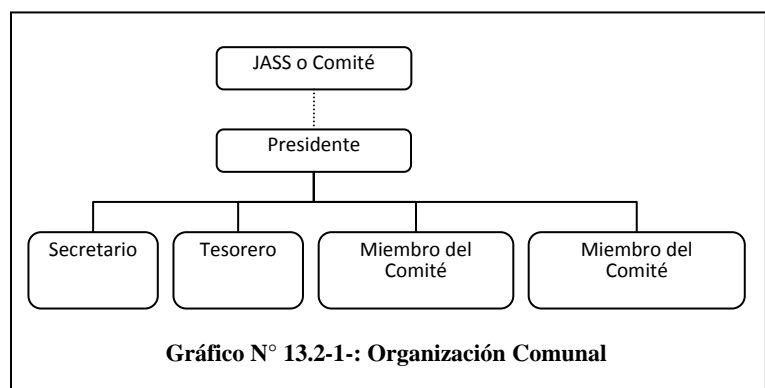 JASS o Comité
Presidente
Secretario
Tesorero
Miembro del
Comité
Miembro del
Comité
Gráfico N° 13.2-1-: Organización Comunal